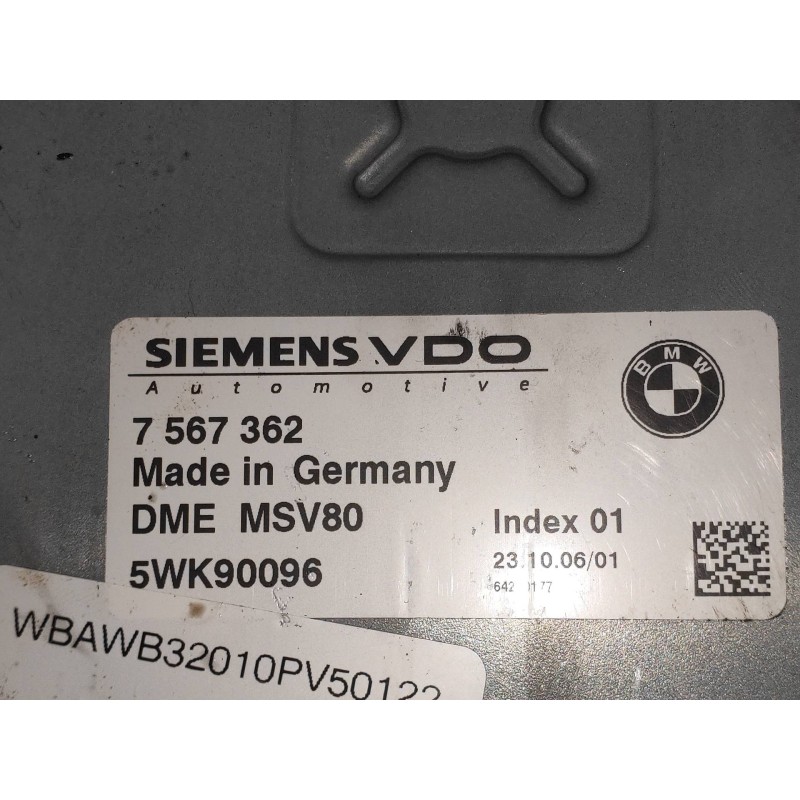 SIEMENS VDO
Automotive
BMW
7 567 362
Made in Germany
DME MSV80
Index 01
5WK90096
23.10.06/01
WBAWB32010PV50122